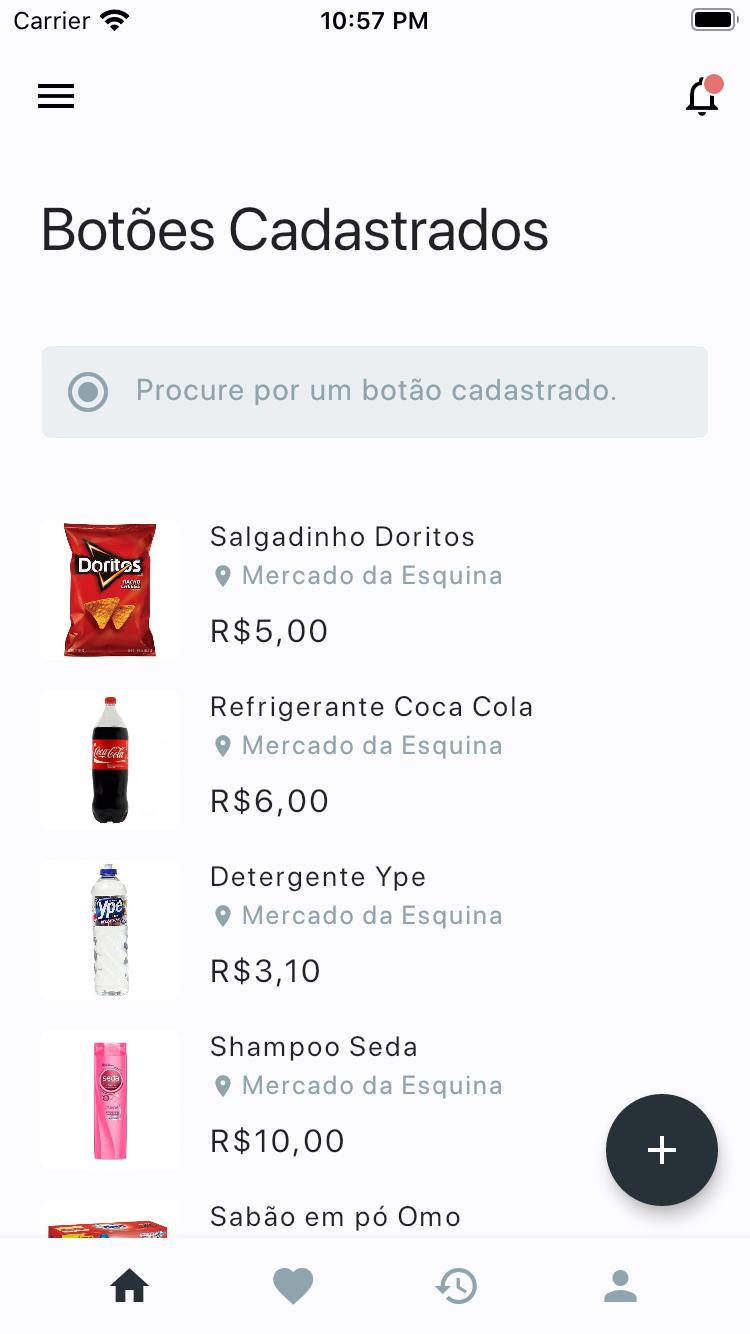 Carrier
10:57 PM
Botões Cadastrados
Procure por um botão cadastrado.
Doritos
NACHO
Salgadinho Doritos
Mercado da Esquina
R$5,00
Coca-Cola
Refrigerante Coca Cola
Mercado da Esquina
R$6,00
Ypê
Detergente Ype
Mercado da Esquina
R$3,10
seda
Shampoo Seda
Mercado da Esquina
R$10,00
Sabão em pó Omo